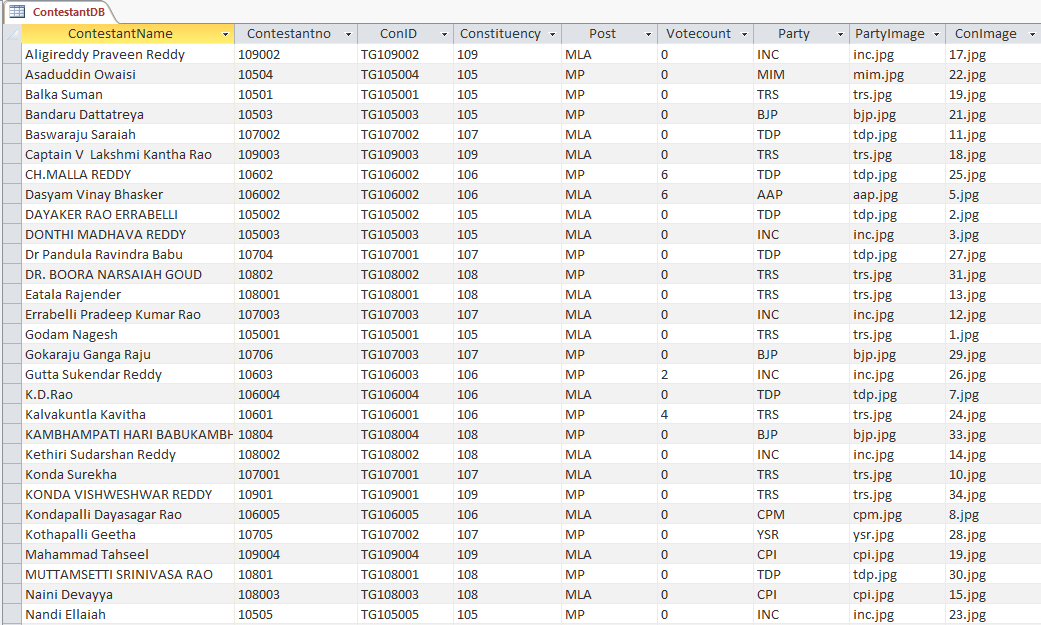 ContestantDB
ContestantName Contestantno ConID Constituency Post Votecount Party PartyImage ConImage
Aligireddy Praveen Reddy 109002 TG109002 109 MLA 0 INC inc.jpg 17.jpg
Asaduddin Owaisi 10504 TG105004 105 MP 0 MIM mim.jpg 22.jpg
Balka Suman 10501 TG105001 105 MP 0 TRS trs.jpg 19.jpg
Bandaru Dattatreya 10503 TG105003 105 MP 0 BJP bjp.jpg 21.jpg
Baswaraju Saraiah 107002 TG107002 107 MLA 0 TDP tdp.jpg 11.jpg
Captain V Lakshmi Kantha Rao 109003 TG109003 109 MLA 0 TRS trs.jpg 18.jpg
CH.MALLA REDDY 10602 TG106002 106 MP 6 TDP tdp.jpg 25.jpg
Dasyam Vinay Bhasker 106002 TG106002 106 MLA 6 AAP aap.jpg 5.jpg
DAYAKER RAO ERRABELLI 105002 TG105002 105 MLA 0 TDP tdp.jpg 2.jpg
DONTHI MADHAVA REDDY 105003 TG105003 105 MLA 0 INC inc.jpg 3.jpg
Dr Pandula Ravindra Babu 10704 TG107001 107 MP 0 TDP tdp.jpg 27.jpg
DR. BOORA NARSAIAH GOUD 10802 TG108002 108 MP 0 TRS trs.jpg 31.jpg
Eatala Rajender 108001 TG108001 108 MLA 0 TRS trs.jpg 13.jpg
Errabelli Pradeep Kumar Rao 107003 TG107003 107 MLA 0 INC inc.jpg 12.jpg
Godam Nagesh 105001 TG105001 105 MLA 0 TRS trs.jpg 1.jpg
Gokaraju Ganga Raju 10706 TG107003 107 MP 0 BJP bjp.jpg 29.jpg
Gutta Sukendar Reddy 10603 TG106003 106 MP 2 INC inc.jpg 26.jpg
K.D.Rao 106004 TG106004 106 MLA 0 TDP tdp.jpg 7.jpg
Kalvakuntla Kavitha 10601 TG106001 106 MP 4 TRS trs.jpg 24.jpg
KAMBHAMPATI HARI BABUKAMBH 10804 TG108004 108 MP 0 BJP bjp.jpg 33.jpg
Kethiri Sudarshan Reddy 108002 TG108002 108 MLA 0 INC inc.jpg 14.jpg
Konda Surekha 107001 TG107001 107 MLA 0 TRS trs.jpg 10.jpg
KONDA VISHWESHWAR REDDY 10901 TG109001 109 MP 0 TRS trs.jpg 34.jpg
Kondapalli Dayasagar Rao 106005 TG106005 106 MLA 0 CPM cpm.jpg 8.jpg
Kothapalli Geetha 10705 TG107002 107 MP 0 YSR ysr.jpg 28.jpg
Mahammad Tahseel 109004 TG109004 109 MLA 0 CPI cpi.jpg 19.jpg
MUTTAMSETTI SRINIVASA RAO 10801 TG108001 108 MP 0 TDP tdp.jpg 30.jpg
Naini Devayya 108003 TG108003 108 MLA 0 CPI cpi.jpg 15.jpg
Nandi Ellaiah 10505 TG105005 105 MP 0 INC inc.jpg 23.jpg